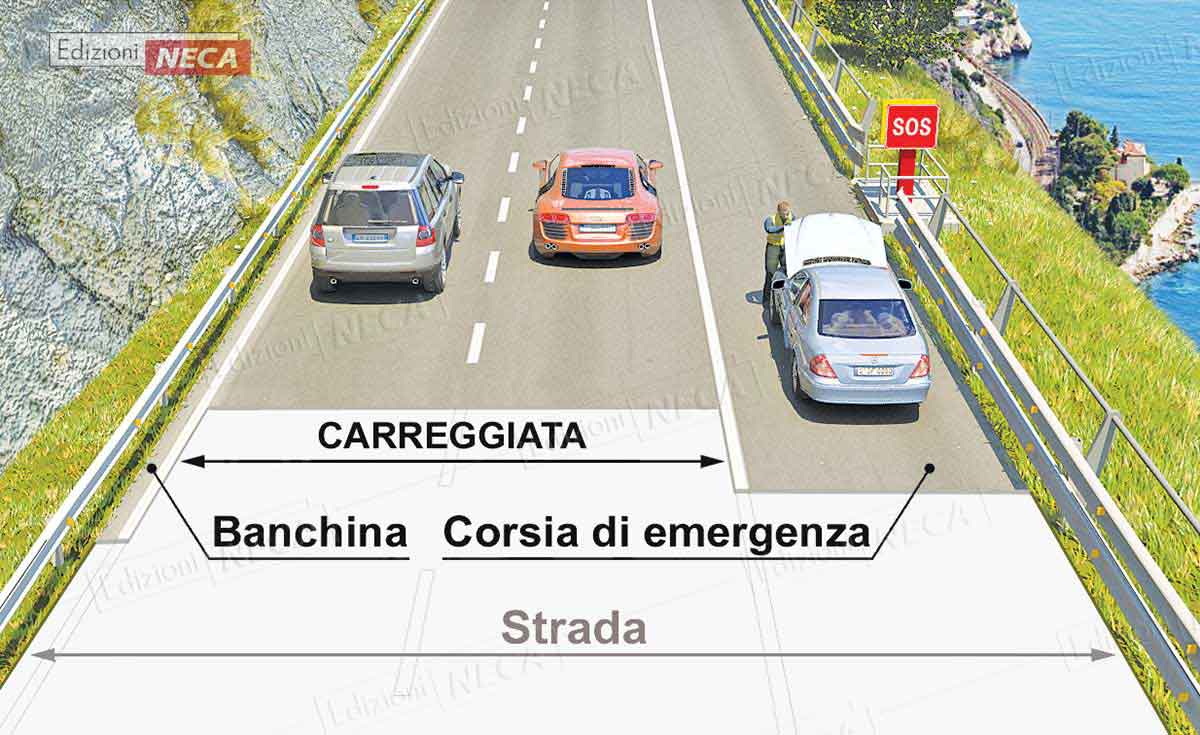 Edizioni NECA
SOS
CARREGGIATA
Banchina
Corsia di emergenza
Strada